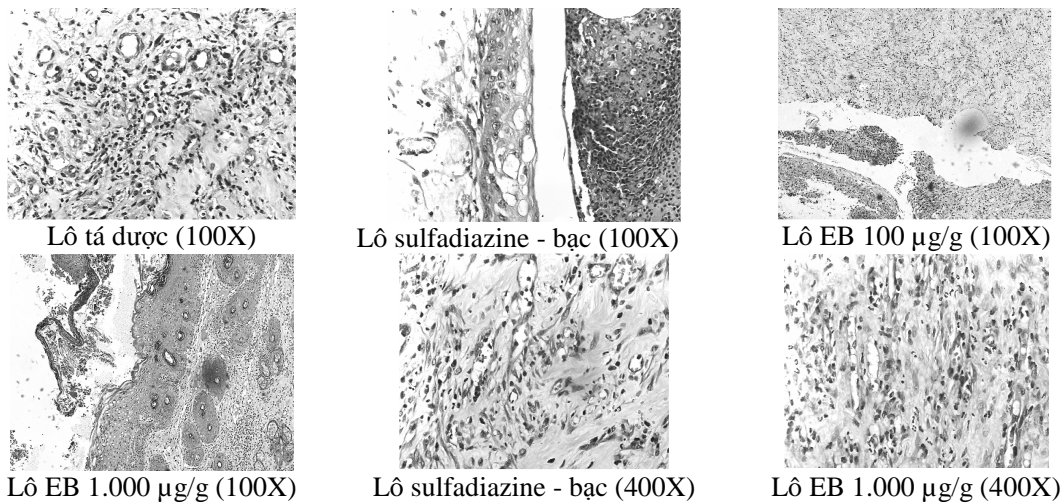 Lô tá dược (100X)
Lô sulfadiazine - bạc (100X)
Lô EB 100 µg/g (100X)
Lô EB 1.000 µg/g (100X)
Lô sulfadiazine - bạc (400X)
Lô EB 1.000 µg/g (400X)